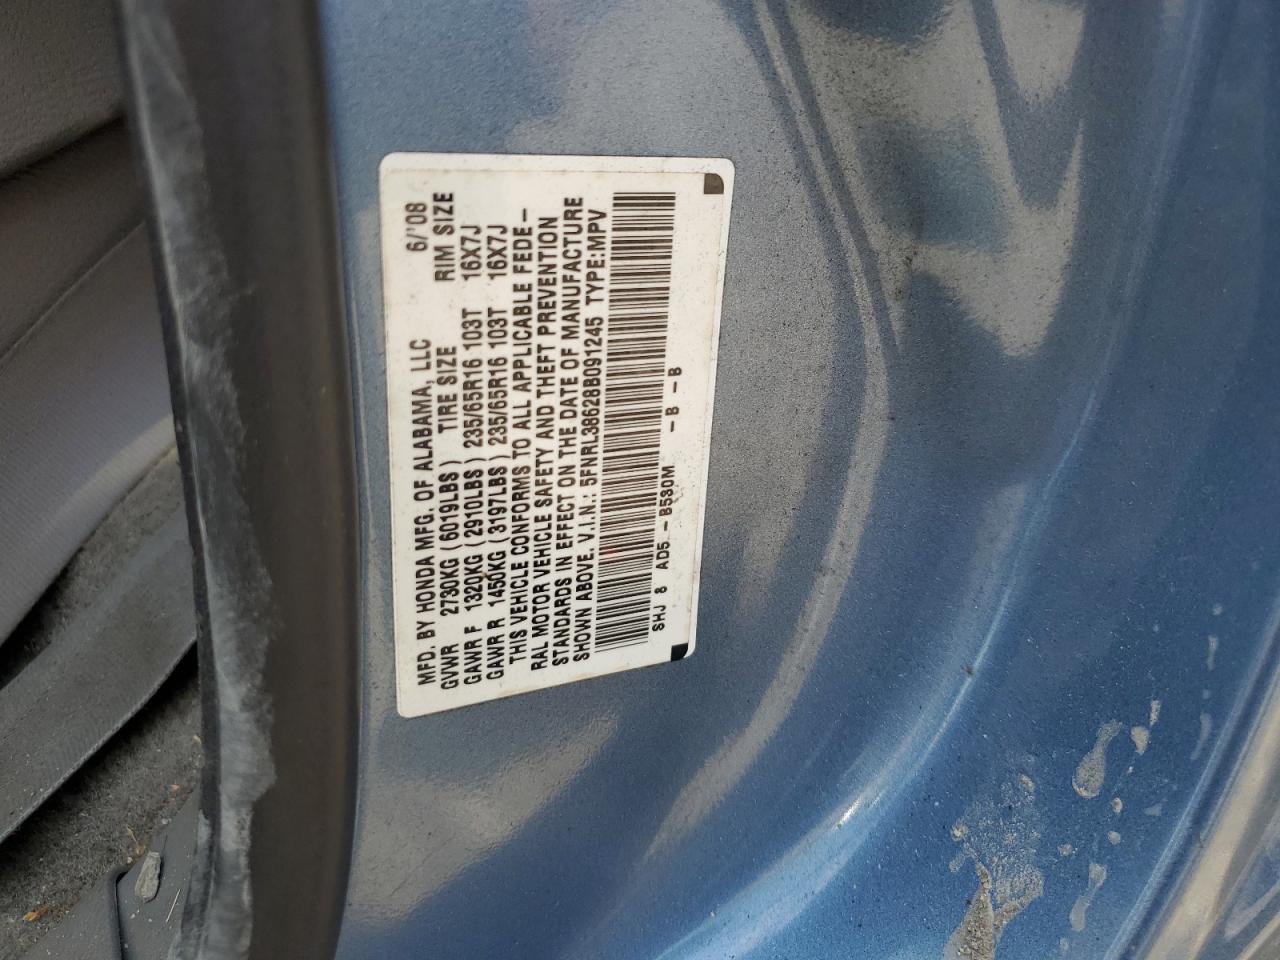 MFD. BY HONDA MFG. OF ALABAMA, LLC 6/'08
GVWR 2730KG (6019LBS) TIRE SIZE RIM SIZE
GAWR F 1320KG (2910LBS) 235/65R16 103T 16X7J
GAWR R 1450KG (3197LBS) 235/65R16 103T 16X7J
THIS VEHICLE CONFORMS TO ALL APPLICABLE FEDE-
RAL MOTOR VEHICLE SAFETY AND THEFT PREVENTION
STANDARDS IN EFFECT ON THE DATE OF MANUFACTURE
SHOWN ABOVE. V.I.N.: 5FNRL38628B091245 TYPE:MPV
SHJ 8 AD5 -B530M -B -B